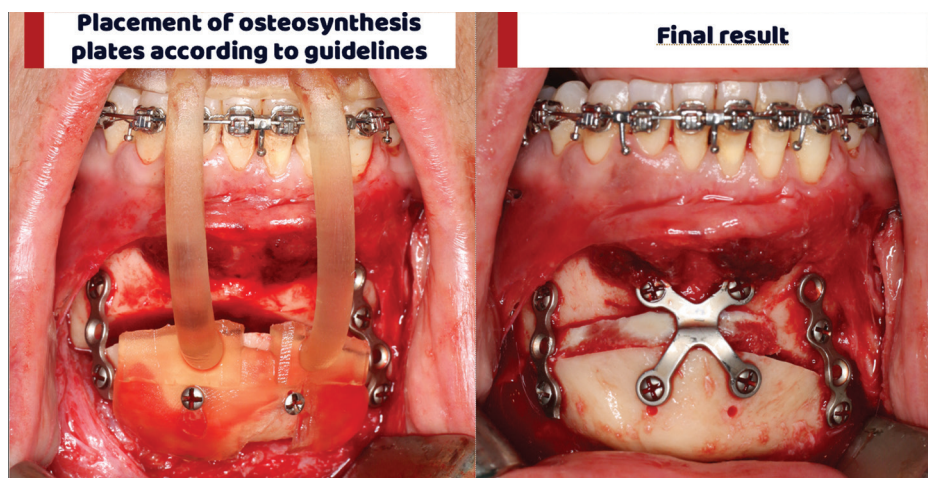 Placement of osteosynthesis
plates according to guidelines
Final result